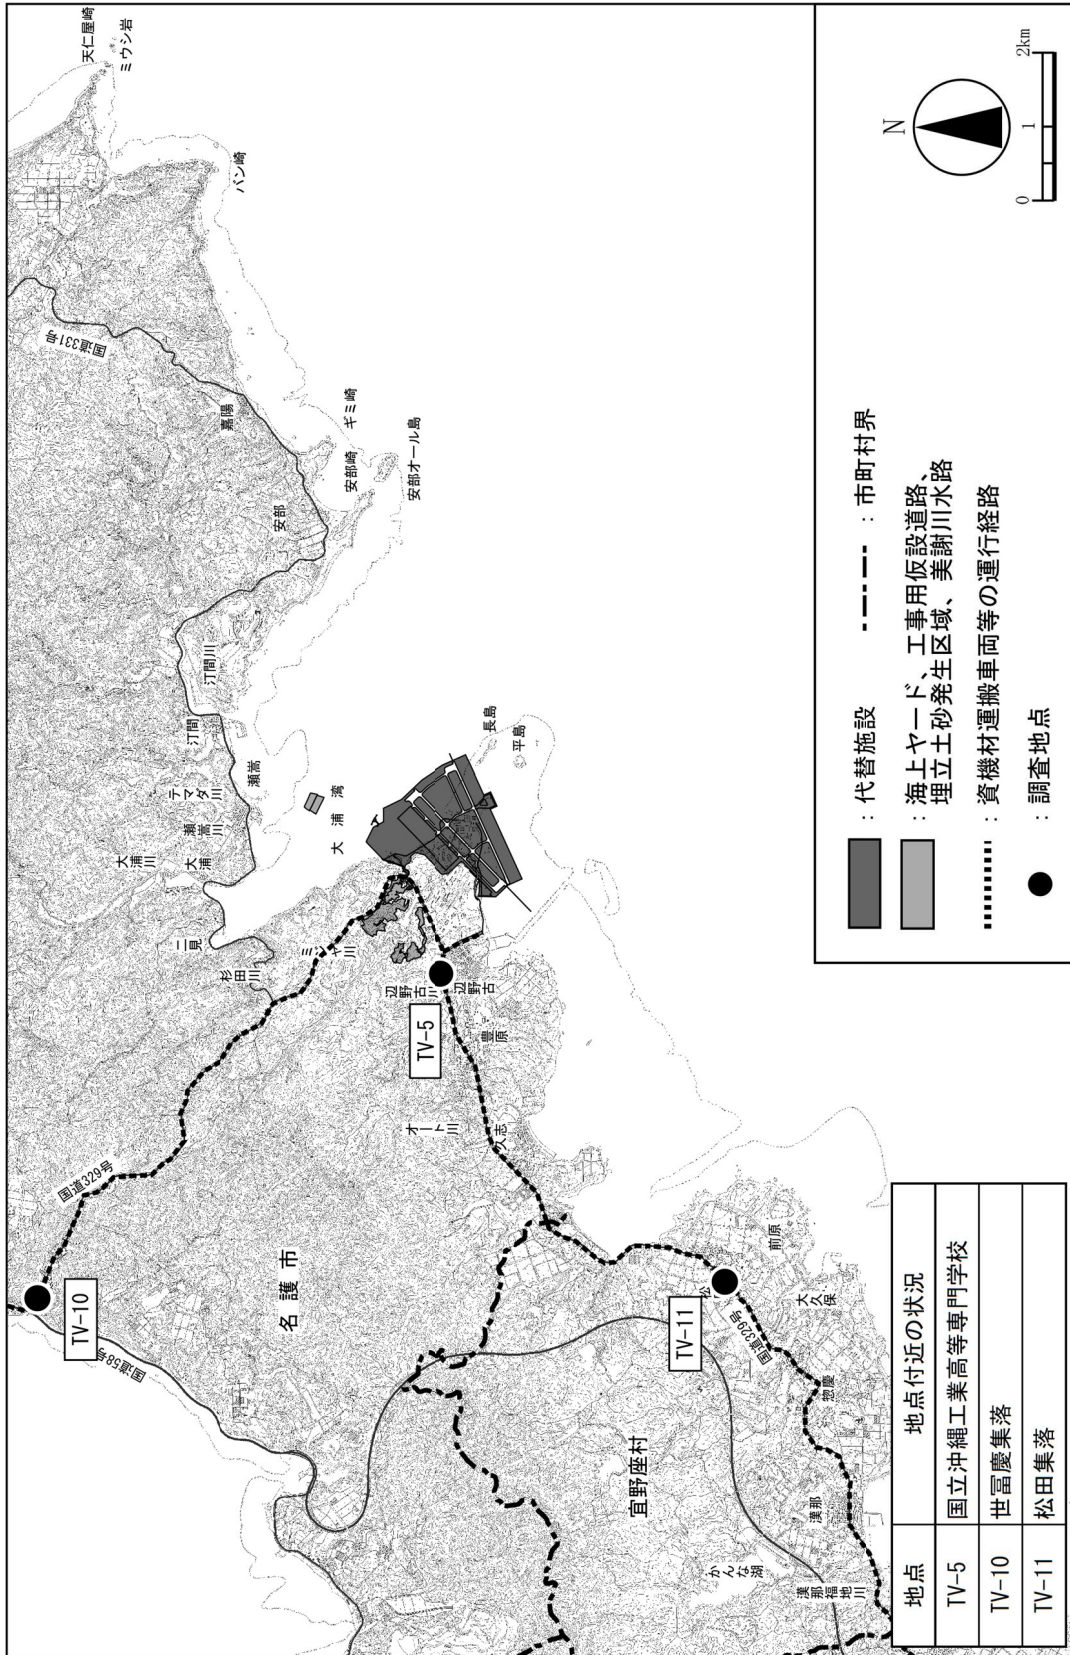 天仁屋崎
ミウシ岩
バン崎
国道331号
嘉陽
ギミ崎
安部崎
安部オール島
安部
汀間川
汀間
瀬嵩
テマダ川
瀬嵩川
大浦川
大浦
大浦湾
長島
平島
二見
杉田川
ミジャ川
辺野古川
辺野古
TV-5
豊原
オート川
久志
国道329号
TV-10
国道58号
名護市
前原
松
大久保
TV-11
国道329号
惣慶
宜野座村
漢那
かんな湖
漢那福地川
N
0 1 2km
:代替施設
:市町村界
:海上ヤード、工事用仮設道路、
埋立土砂発生区域、美謝川水路
:資機材運搬車両等の運行経路
:調査地点
地点 地点付近の状況
TV-5 国立沖縄工業高等専門学校
TV-10 世冨慶集落
TV-11 松田集落